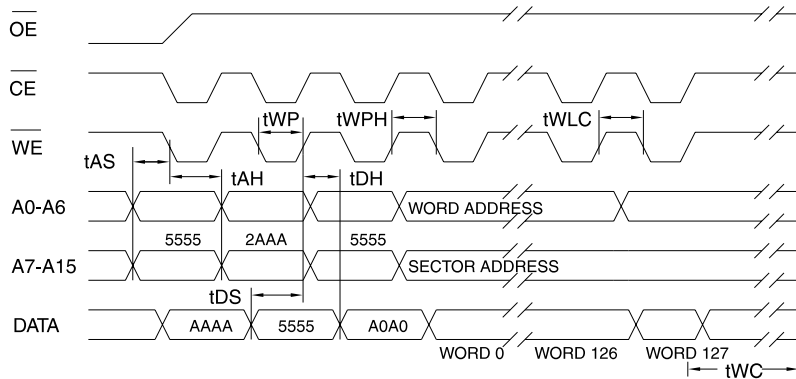 OE
CE
tWP tWPH tWLC
WE
tAS
tAH tDH
A0-A6 WORD ADDRESS
5555 2AAA 5555
A7-A15 SECTOR ADDRESS
tDS
DATA AAAA 5555 A0A0
WORD 0 WORD 126 WORD 127
tWC